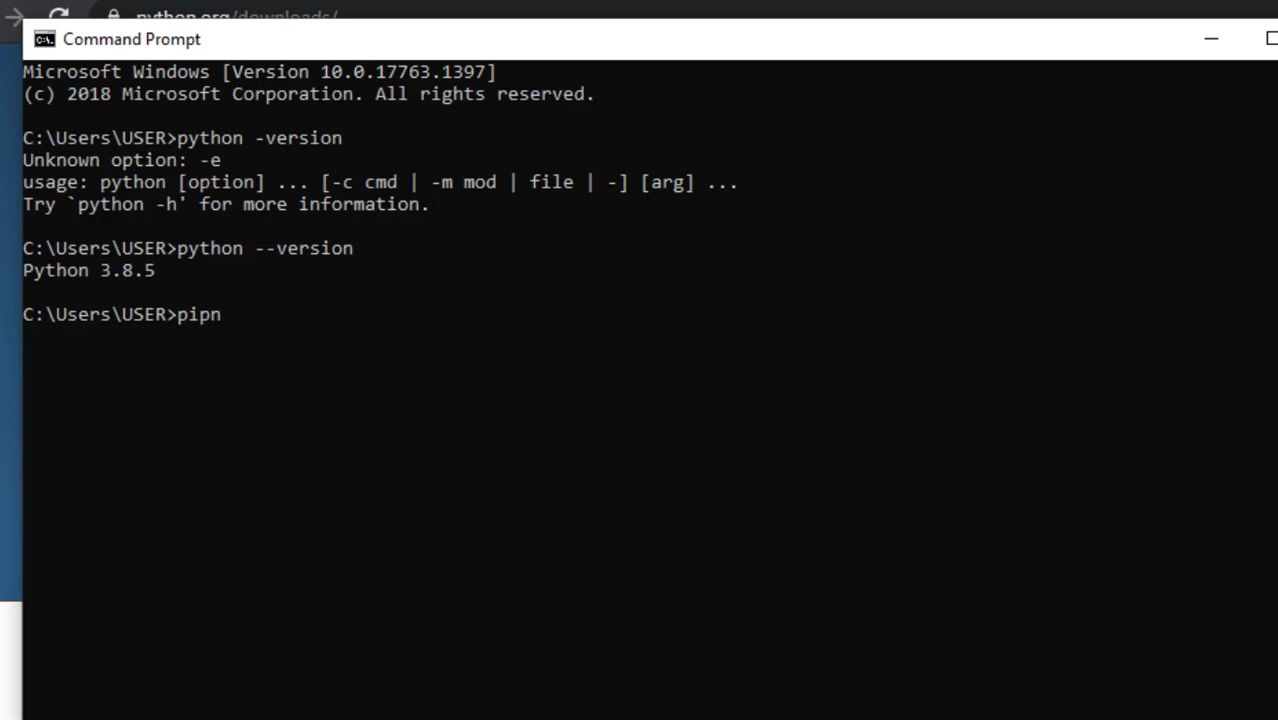 python.org/downloads/
Command Prompt
Microsoft Windows [Version 10.0.17763.1397]
(c) 2018 Microsoft Corporation. All rights reserved.
C:\Users\USER>python -version
Unknown option: -e
usage: python [option] ... [-c cmd | -m mod | file | -] [arg] ...
Try `python -h' for more information.
C:\Users\USER>python --version
Python 3.8.5
C:\Users\USER>pipn